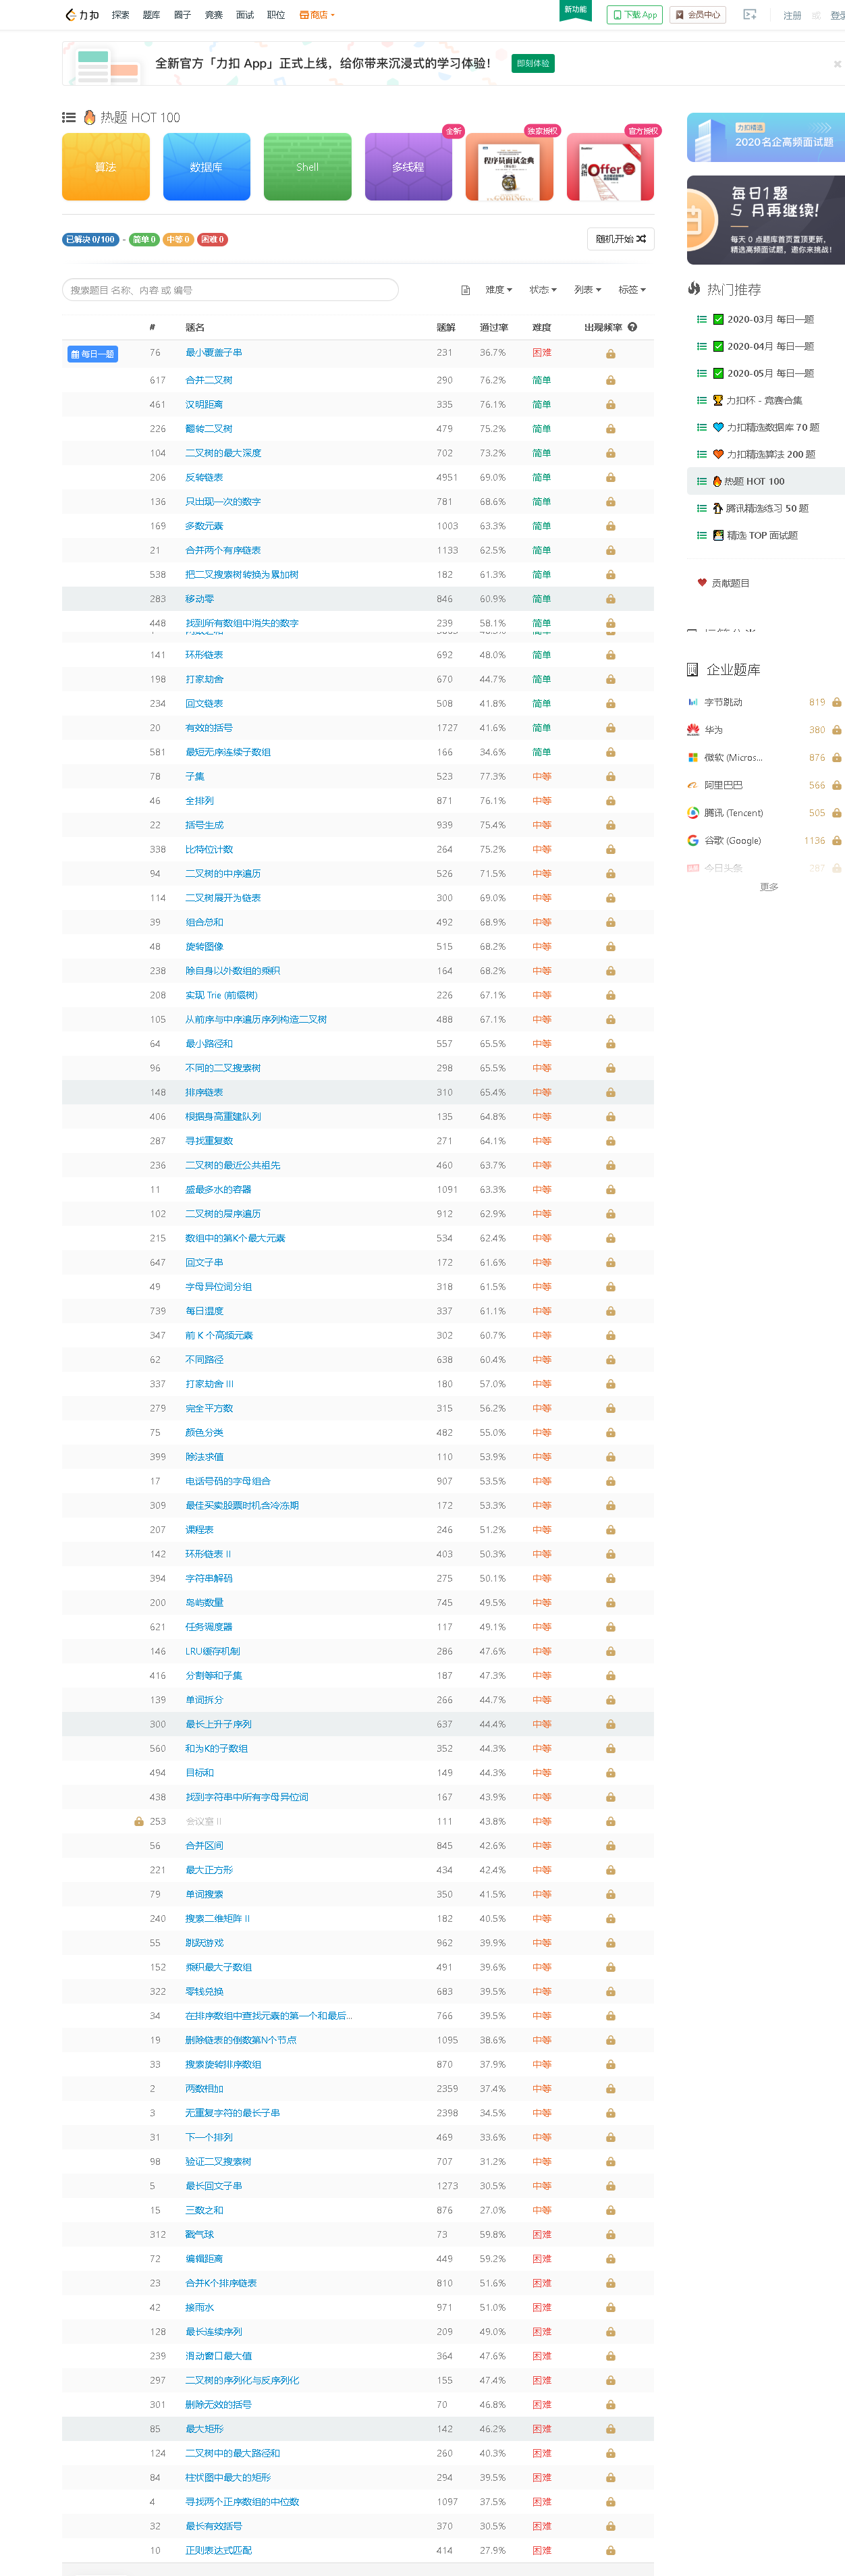 力扣 探索 题库 圈子 竞赛 面试 职位 商店 新功能 下载 App 会员中心 注册 或
全新官方「力扣 App」正式上线，给你带来沉浸式的学习体验！ 即刻体验
热题 HOT 100
算法 数据库 Shell 多线程 全新 独家授权 程序员面试金典 官方授权 剑指 Offer
已解决 0/100 - 简单 0 中等 0 困难 0 随机开始
搜索题目 名称、内容 或 编号 难度 状态 列表 标签
# 题名 题解 通过率 难度 出现频率
每日一题 76 最小覆盖子串 231 36.7% 困难
617 合并二叉树 290 76.2% 简单
461 汉明距离 335 76.1% 简单
226 翻转二叉树 479 75.2% 简单
104 二叉树的最大深度 702 73.2% 简单
206 反转链表 4951 69.0% 简单
136 只出现一次的数字 781 68.6% 简单
169 多数元素 1003 63.3% 简单
21 合并两个有序链表 1133 62.5% 简单
538 把二叉搜索树转换为累加树 182 61.3% 简单
283 移动零 846 60.9% 简单
448 找到所有数组中消失的数字 239 58.1% 简单
141 环形链表 692 48.0% 简单
198 打家劫舍 670 44.7% 简单
234 回文链表 508 41.8% 简单
20 有效的括号 1727 41.6% 简单
581 最短无序连续子数组 166 34.6% 简单
78 子集 523 77.3% 中等
46 全排列 871 76.1% 中等
22 括号生成 939 75.4% 中等
338 比特位计数 264 75.2% 中等
94 二叉树的中序遍历 526 71.5% 中等
114 二叉树展开为链表 300 69.0% 中等
39 组合总和 492 68.9% 中等
48 旋转图像 515 68.2% 中等
238 除自身以外数组的乘积 164 68.2% 中等
208 实现 Trie (前缀树) 226 67.1% 中等
105 从前序与中序遍历序列构造二叉树 488 67.1% 中等
64 最小路径和 557 65.5% 中等
96 不同的二叉搜索树 298 65.5% 中等
148 排序链表 310 65.4% 中等
406 根据身高重建队列 135 64.8% 中等
287 寻找重复数 271 64.1% 中等
236 二叉树的最近公共祖先 460 63.7% 中等
11 盛最多水的容器 1091 63.3% 中等
102 二叉树的层序遍历 912 62.9% 中等
215 数组中的第K个最大元素 534 62.4% 中等
647 回文子串 172 61.6% 中等
49 字母异位词分组 318 61.5% 中等
739 每日温度 337 61.1% 中等
347 前 K 个高频元素 302 60.7% 中等
62 不同路径 638 60.4% 中等
337 打家劫舍 III 180 57.0% 中等
279 完全平方数 315 56.2% 中等
75 颜色分类 482 55.0% 中等
399 除法求值 110 53.9% 中等
17 电话号码的字母组合 907 53.5% 中等
309 最佳买卖股票时机含冷冻期 172 53.3% 中等
207 课程表 246 51.2% 中等
142 环形链表 II 403 50.3% 中等
394 字符串解码 275 50.1% 中等
200 岛屿数量 745 49.5% 中等
621 任务调度器 117 49.1% 中等
146 LRU缓存机制 286 47.6% 中等
416 分割等和子集 187 47.3% 中等
139 单词拆分 266 44.7% 中等
300 最长上升子序列 637 44.4% 中等
560 和为K的子数组 352 44.3% 中等
494 目标和 149 44.3% 中等
438 找到字符串中所有字母异位词 167 43.9% 中等
253 会议室 II 111 43.8% 中等
56 合并区间 845 42.6% 中等
221 最大正方形 434 42.4% 中等
79 单词搜索 350 41.5% 中等
240 搜索二维矩阵 II 182 40.5% 中等
55 跳跃游戏 962 39.9% 中等
152 乘积最大子数组 491 39.6% 中等
322 零钱兑换 683 39.5% 中等
34 在排序数组中查找元素的第一个和最后... 766 39.5% 中等
19 删除链表的倒数第N个节点 1095 38.6% 中等
33 搜索旋转排序数组 870 37.9% 中等
2 两数相加 2359 37.4% 中等
3 无重复字符的最长子串 2398 34.5% 中等
31 下一个排列 469 33.6% 中等
98 验证二叉搜索树 707 31.2% 中等
5 最长回文子串 1273 30.5% 中等
15 三数之和 876 27.0% 中等
312 戳气球 73 59.8% 困难
72 编辑距离 449 59.2% 困难
23 合并K个排序链表 810 51.6% 困难
42 接雨水 971 51.0% 困难
128 最长连续序列 209 49.0% 困难
239 滑动窗口最大值 364 47.6% 困难
297 二叉树的序列化与反序列化 155 47.4% 困难
301 删除无效的括号 70 46.8% 困难
85 最大矩形 142 46.2% 困难
124 二叉树中的最大路径和 260 40.3% 困难
84 柱状图中最大的矩形 294 39.5% 困难
4 寻找两个正序数组的中位数 1097 37.5% 困难
32 最长有效括号 370 30.5% 困难
10 正则表达式匹配 414 27.9% 困难
力扣精选
2020名企高频面试题
每日1题
5 月再继续！
每天 0 点题库首页置顶更新，
精选高频面试题，邀你来挑战！
热门推荐
2020-03月 每日一题
2020-04月 每日一题
2020-05月 每日一题
力扣杯 - 竞赛合集
力扣精选数据库 70 题
力扣精选算法 200 题
热题 HOT 100
腾讯精选练习 50 题
精选 TOP 面试题
贡献题目
企业题库
字节跳动 819
华为 380
微软 (Micros... 876
阿里巴巴 566
腾讯 (Tencent) 505
谷歌 (Google) 1136
今日头条 287
更多